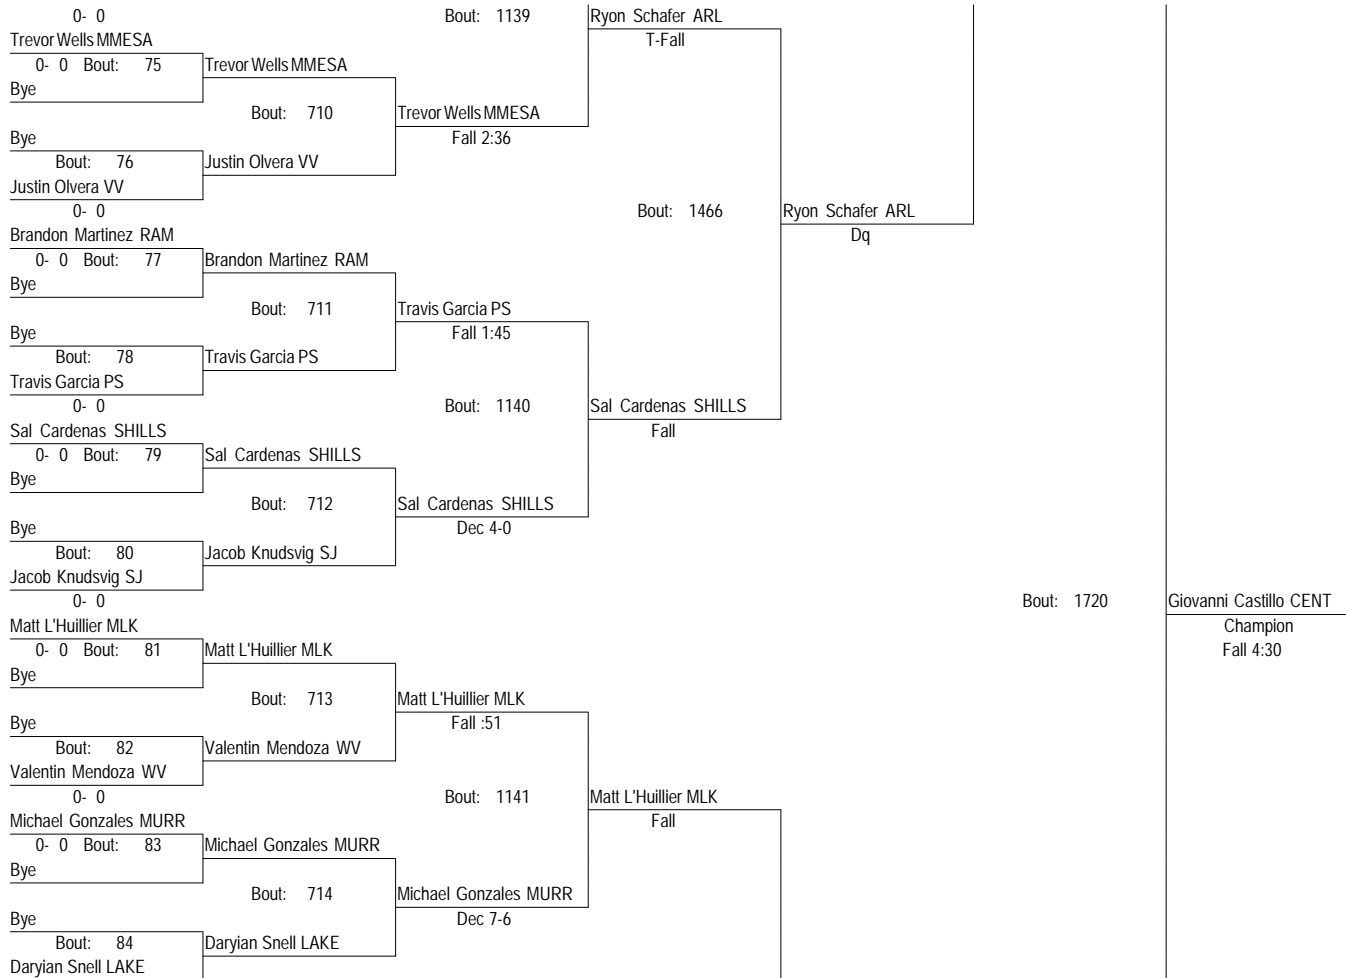 0- 0 Bout: 1139 Ryon Schafer ARL
Trevor Wells MMESA T-Fall
0- 0 Bout: 75 Trevor Wells MMESA
Bye
Bout: 710 Trevor Wells MMESA
Bye Fall 2:36
Bout: 76 Justin Olvera VV
Justin Olvera VV
0- 0 Bout: 1466 Ryon Schafer ARL
Brandon Martinez RAM Dq
0- 0 Bout: 77 Brandon Martinez RAM
Bye
Bout: 711 Travis Garcia PS
Bye Fall 1:45
Bout: 78 Travis Garcia PS
Travis Garcia PS
0- 0 Bout: 1140 Sal Cardenas SHILLS
Sal Cardenas SHILLS Fall
0- 0 Bout: 79 Sal Cardenas SHILLS
Bye
Bout: 712 Sal Cardenas SHILLS
Bye Dec 4-0
Bout: 80 Jacob Knudsvig SJ
Jacob Knudsvig SJ
0- 0 Bout: 1720 Giovanni Castillo CENT
Matt L'Huillier MLK Champion
0- 0 Bout: 81 Matt L'Huillier MLK Fall 4:30
Bye
Bout: 713 Matt L'Huillier MLK
Bye Fall :51
Bout: 82 Valentin Mendoza WV
Valentin Mendoza WV
0- 0 Bout: 1141 Matt L'Huillier MLK
Michael Gonzales MURR Fall
0- 0 Bout: 83 Michael Gonzales MURR
Bye
Bout: 714 Michael Gonzales MURR
Bye Dec 7-6
Bout: 84 Daryian Snell LAKE
Daryian Snell LAKE